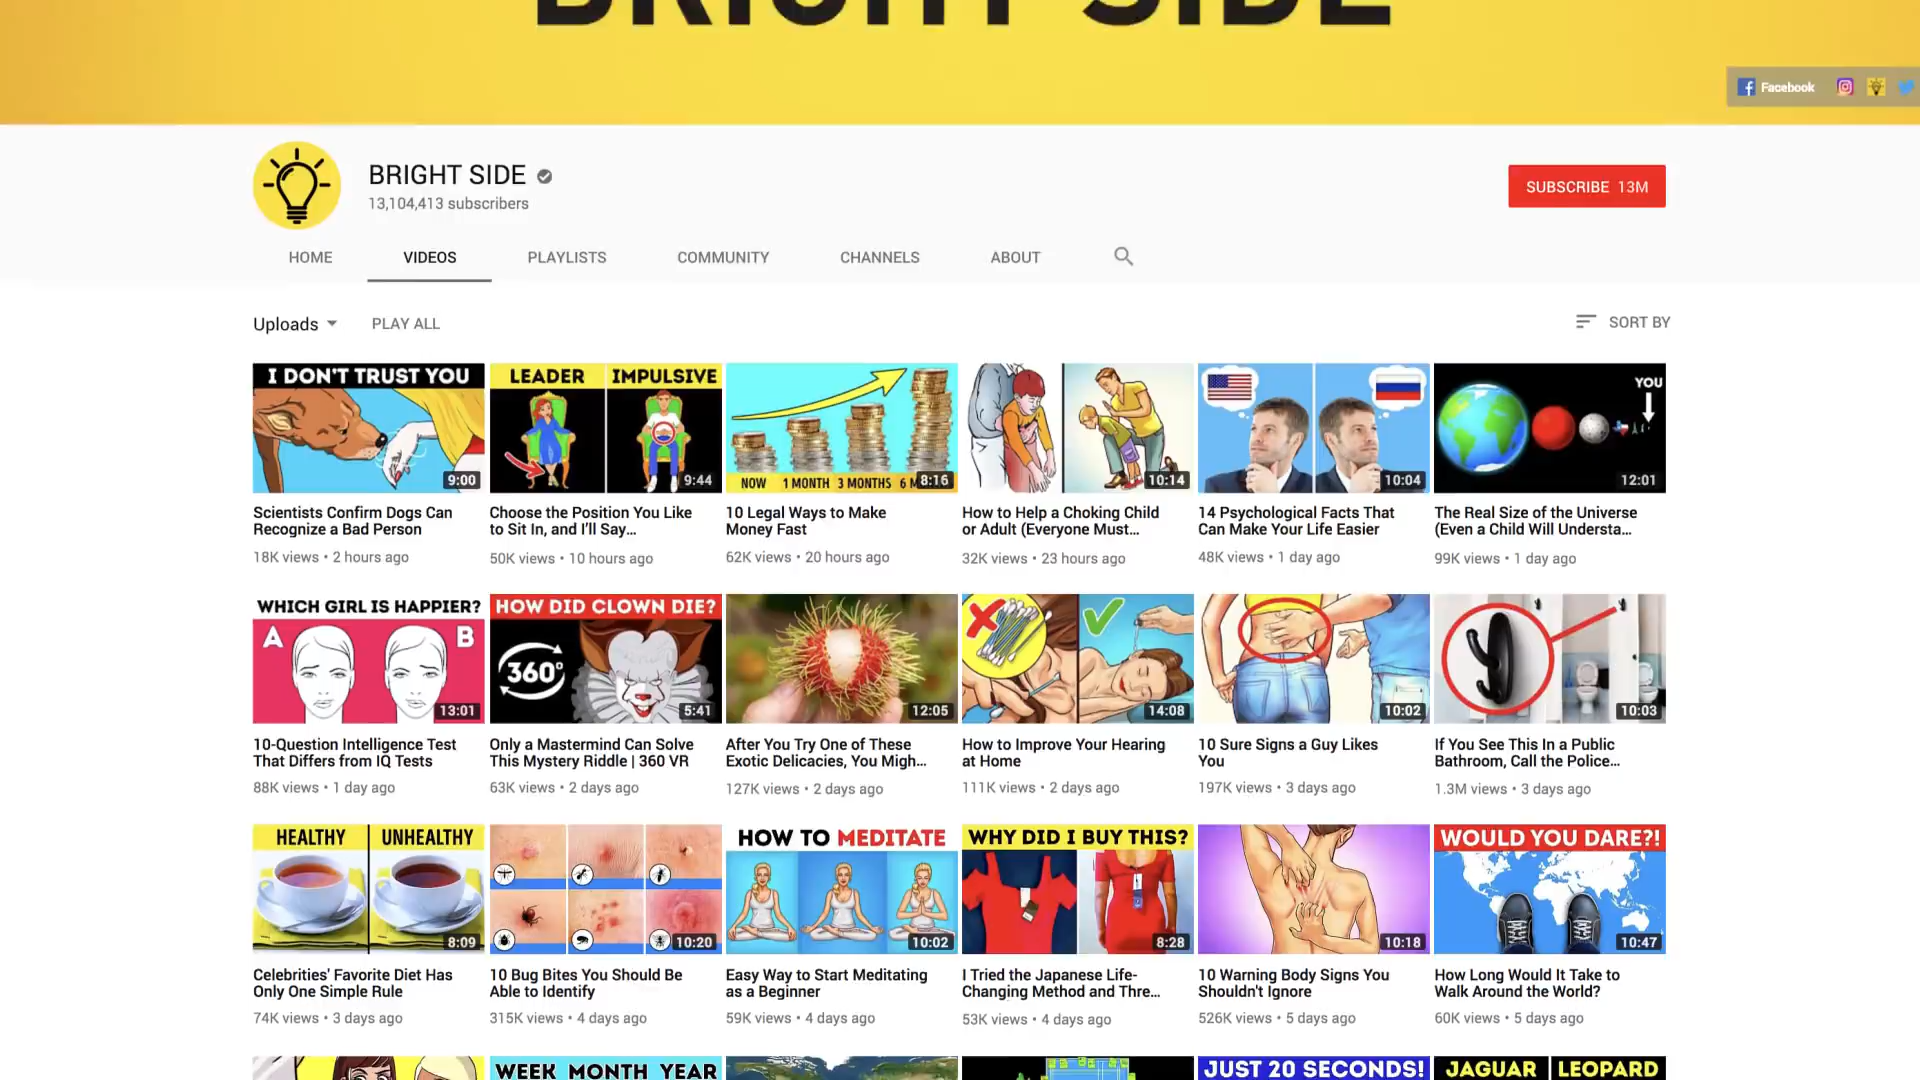 BRIGHT SIDE
Facebook
BRIGHT SIDE
13,104,413 subscribers
SUBSCRIBE 13M
HOME
VIDEOS
PLAYLISTS
COMMUNITY
CHANNELS
ABOUT
Uploads
PLAY ALL
SORT BY
I DON'T TRUST YOU
9:00
LEADER
IMPULSIVE
9:44
NOW 1 MONTH 3 MONTHS 6 M
8:16
10:14
10:04
YOU
12:01
Scientists Confirm Dogs Can
Recognize a Bad Person
18K views • 2 hours ago
Choose the Position You Like
to Sit In, and I'll Say...
50K views • 10 hours ago
10 Legal Ways to Make
Money Fast
62K views • 20 hours ago
How to Help a Choking Child
or Adult (Everyone Must...
32K views • 23 hours ago
14 Psychological Facts That
Can Make Your Life Easier
48K views • 1 day ago
The Real Size of the Universe
(Even a Child Will Understa...
99K views • 1 day ago
WHICH GIRL IS HAPPIER?
A
B
13:01
HOW DID CLOWN DIE?
360°
5:41
12:05
14:08
10:02
10:03
10-Question Intelligence Test
That Differs from IQ Tests
88K views • 1 day ago
Only a Mastermind Can Solve
This Mystery Riddle | 360 VR
63K views • 2 days ago
After You Try One of These
Exotic Delicacies, You Migh...
127K views • 2 days ago
How to Improve Your Hearing
at Home
111K views • 2 days ago
10 Sure Signs a Guy Likes
You
197K views • 3 days ago
If You See This In a Public
Bathroom, Call the Police...
1.3M views • 3 days ago
HEALTHY
UNHEALTHY
8:09
10:20
HOW TO MEDITATE
10:02
WHY DID I BUY THIS?
8:28
10:18
WOULD YOU DARE?!
10:47
Celebrities' Favorite Diet Has
Only One Simple Rule
74K views • 3 days ago
10 Bug Bites You Should Be
Able to Identify
315K views • 4 days ago
Easy Way to Start Meditating
as a Beginner
59K views • 4 days ago
I Tried the Japanese Life-
Changing Method and Thre...
53K views • 4 days ago
10 Warning Body Signs You
Shouldn't Ignore
526K views • 5 days ago
How Long Would It Take to
Walk Around the World?
60K views • 5 days ago
WEEK MONTH YEAR
JUST 20 SECONDS!
JAGUAR
LEOPARD